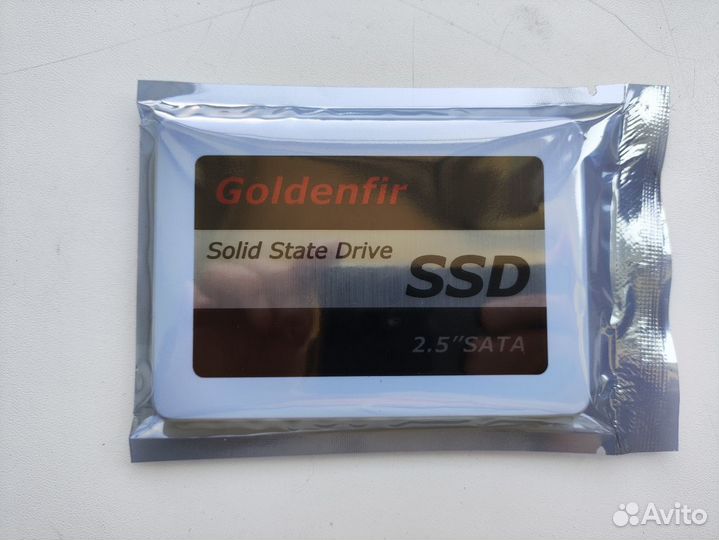 Goldenfir
Solid State Drive
SSD
2.5"SATA
Avito